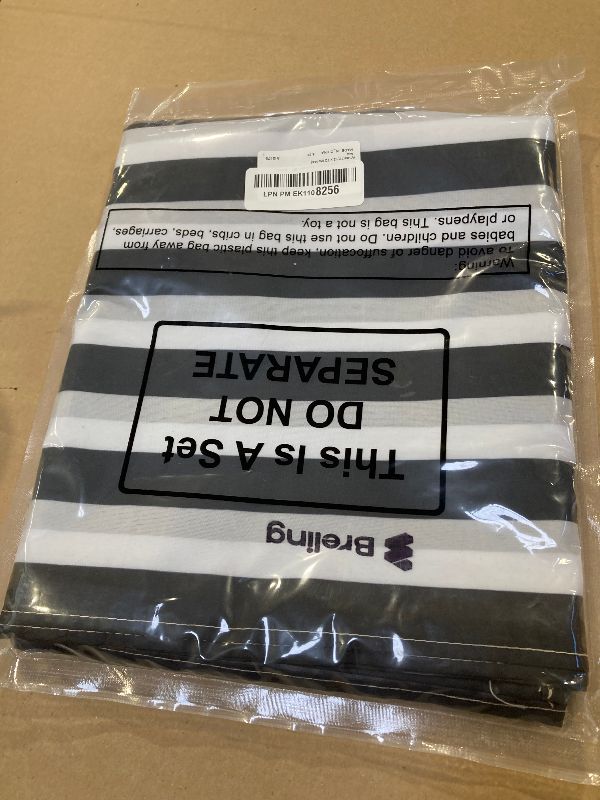 Breling
This Is A Set
DO NOT
SEPARATE
Warning:
To avoid danger of suffocation, keep this plastic bag away from
babies and children. Do not use this bag in cribs, beds, carriages,
or playpens. This bag is not a toy.
LPN PM EK1108256